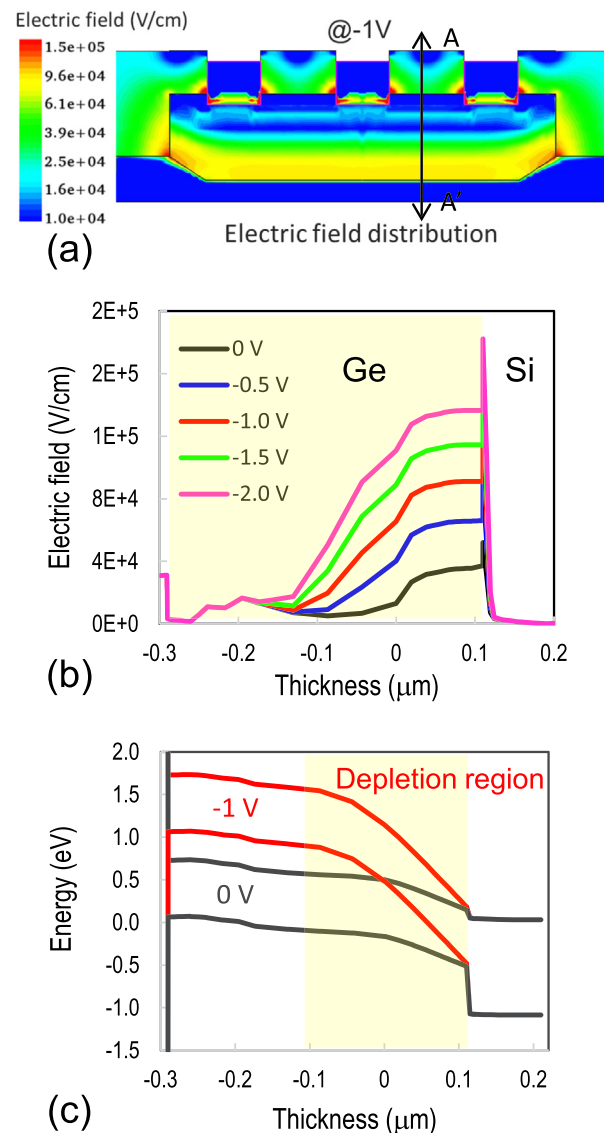 Electric field (V/cm)
@-1V
A
1.5e+05
9.5e+04
6.1e+04
3.9e+04
2.5e+04
1.6e+04
1.0e+04
A'
Electric field distribution
(a)
2E+5
2E+5
1E+5
8E+4
4E+4
0E+0
Electric field (V/cm)
0 V
-0.5 V
-1.0 V
-1.5 V
-2.0 V
Ge
Si
-0.3 -0.2 -0.1 0 0.1 0.2
Thickness (μm)
(b)
2.0
1.5
1.0
0.5
0.0
-0.5
-1.0
-1.5
Energy (eV)
Depletion region
-1 V
0 V
-0.3 -0.2 -0.1 0 0.1 0.2
Thickness (μm)
(c)